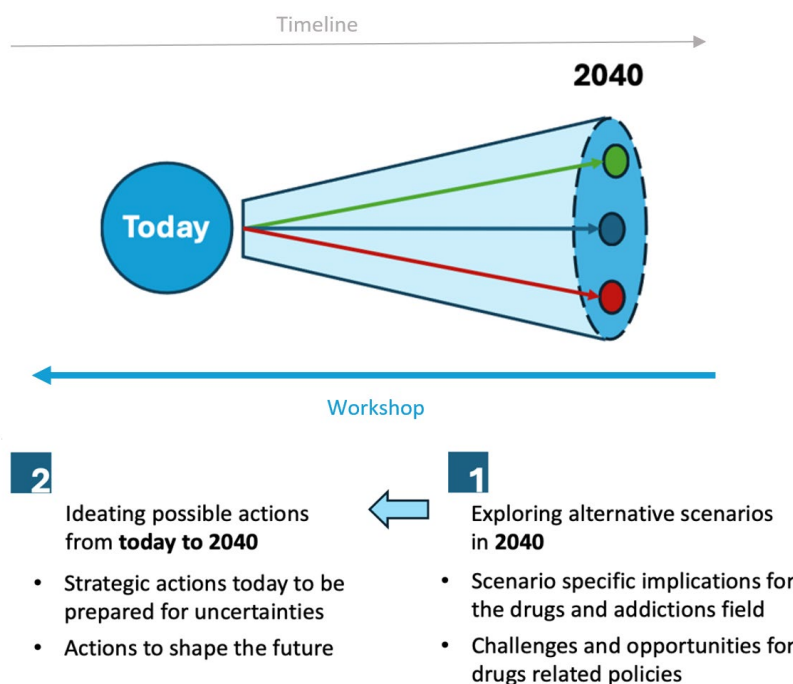 Timeline
2040
Today
Workshop
2
Ideating possible actions
from today to 2040
• Strategic actions today to be
prepared for uncertainties
• Actions to shape the future
1
Exploring alternative scenarios
in 2040
• Scenario specific implications for
the drugs and addictions field
• Challenges and opportunities for
drugs related policies